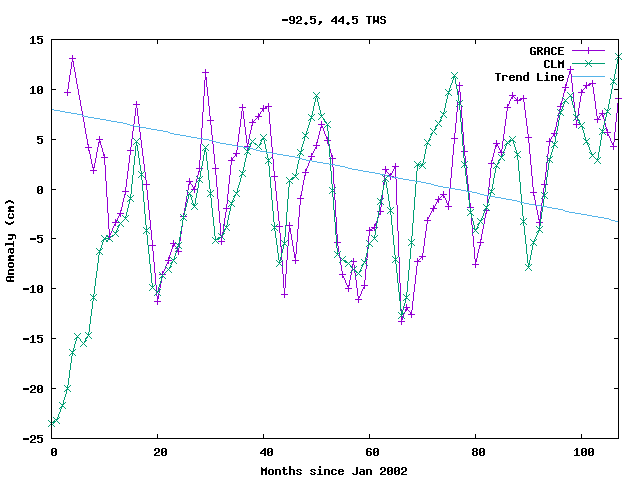 -92.5, 44.5 TWS
GRACE
CLM
Trend Line
15
10
5
0
-5
-10
-15
-20
-25
Anomaly (cm)
0 20 40 60 80 100
Months since Jan 2002